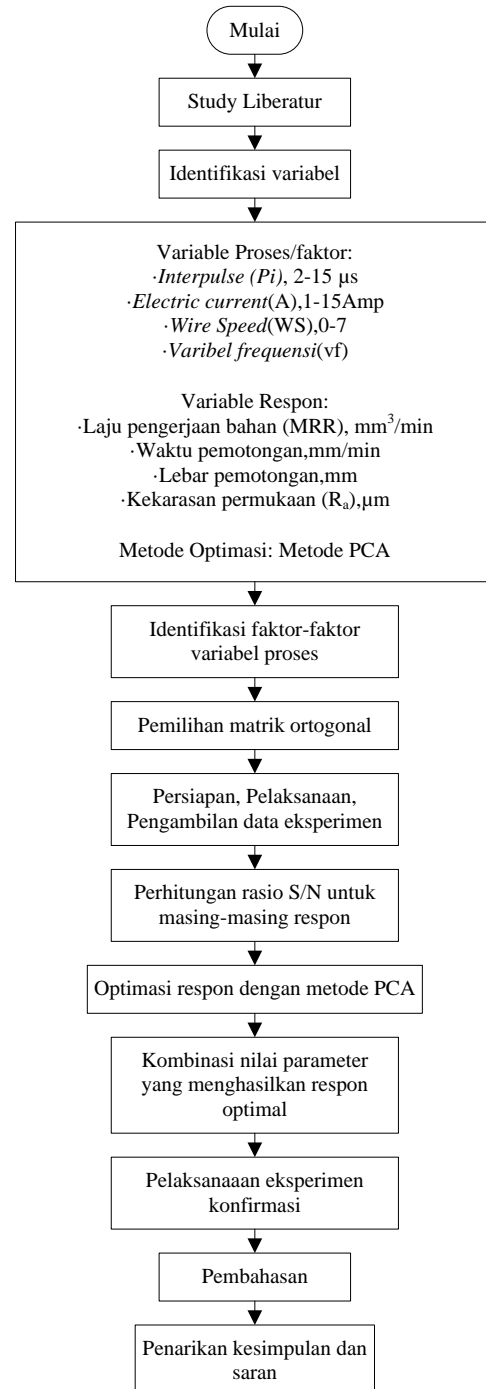 Mulai
Study Liberatur
Identifikasi variabel
Variable Proses/faktor:
·Interpulse (Pi), 2-15 µs
·Electric current(A),1-15Amp
·Wire Speed(WS),0-7
·Varibel frequensi(vf)
Variable Respon:
·Laju pengerjaan bahan (MRR), mm³/min
·Waktu pemotongan,mm/min
·Lebar pemotongan,mm
·Kekarasan permukaan (Rₐ),µm
Metode Optimasi: Metode PCA
Identifikasi faktor-faktor
variabel proses
Pemilihan matrik ortogonal
Persiapan, Pelaksanaan,
Pengambilan data eksperimen
Perhitungan rasio S/N untuk
masing-masing respon
Optimasi respon dengan metode PCA
Kombinasi nilai parameter
yang menghasilkan respon
optimal
Pelaksanaaan eksperimen
konfirmasi
Pembahasan
Penarikan kesimpulan dan
saran